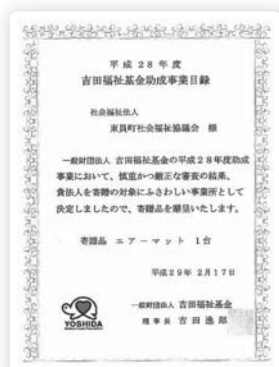 平成28年度
吉田福祉基金助成事業目録
社会福祉法人
東員町社会福祉協議会 様
一般財団法人 吉田福祉基金の平成28年度助成
事業において、慎重かつ厳正な審査の結果、
貴法人を寄贈の対象にふさわしい事業所として
決定しましたので、寄贈品を贈呈いたします。
寄贈品 エアーマット 1台
平成29年 2月17日
一般財団法人 吉田福祉基金
理事長 吉田逸郎
YOSHIDA